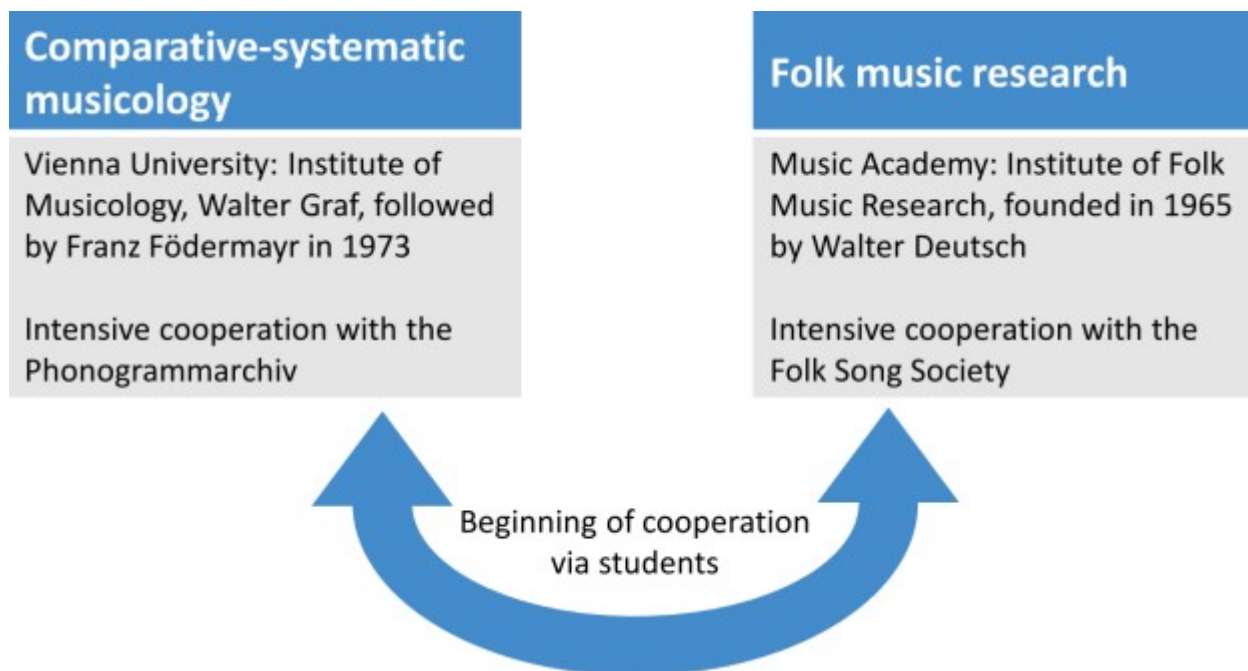 Comparative-systematic
musicology
Vienna University: Institute of
Musicology, Walter Graf, followed
by Franz Födermayr in 1973
Intensive cooperation with the
Phonogrammarchiv
Folk music research
Music Academy: Institute of Folk
Music Research, founded in 1965
by Walter Deutsch
Intensive cooperation with the
Folk Song Society
Beginning of cooperation
via students